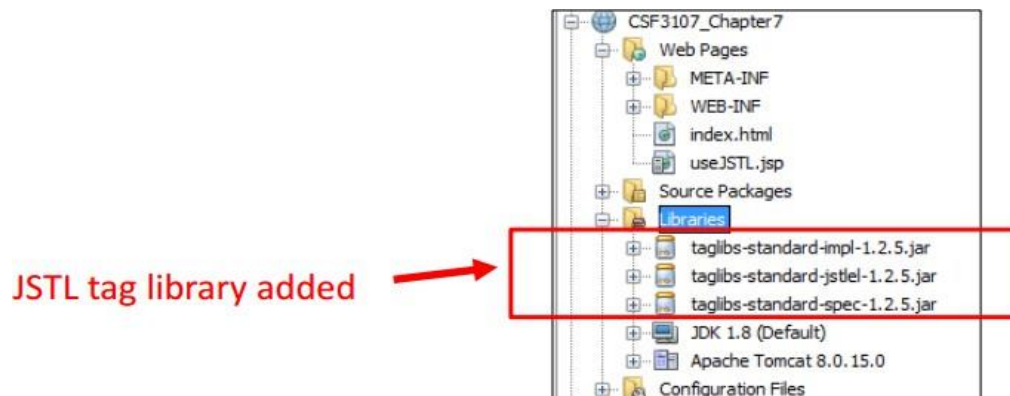 CSF3107_Chapter7
Web Pages
META-INF
WEB-INF
index.html
useJSTL.jsp
Source Packages
Libraries
taglibs-standard-impl-1.2.5.jar
JSTL tag library added
taglibs-standard-jstlel-1.2.5.jar
taglibs-standard-spec-1.2.5.jar
JDK 1.8 (Default)
Apache Tomcat 8.0.15.0
Configuration Files